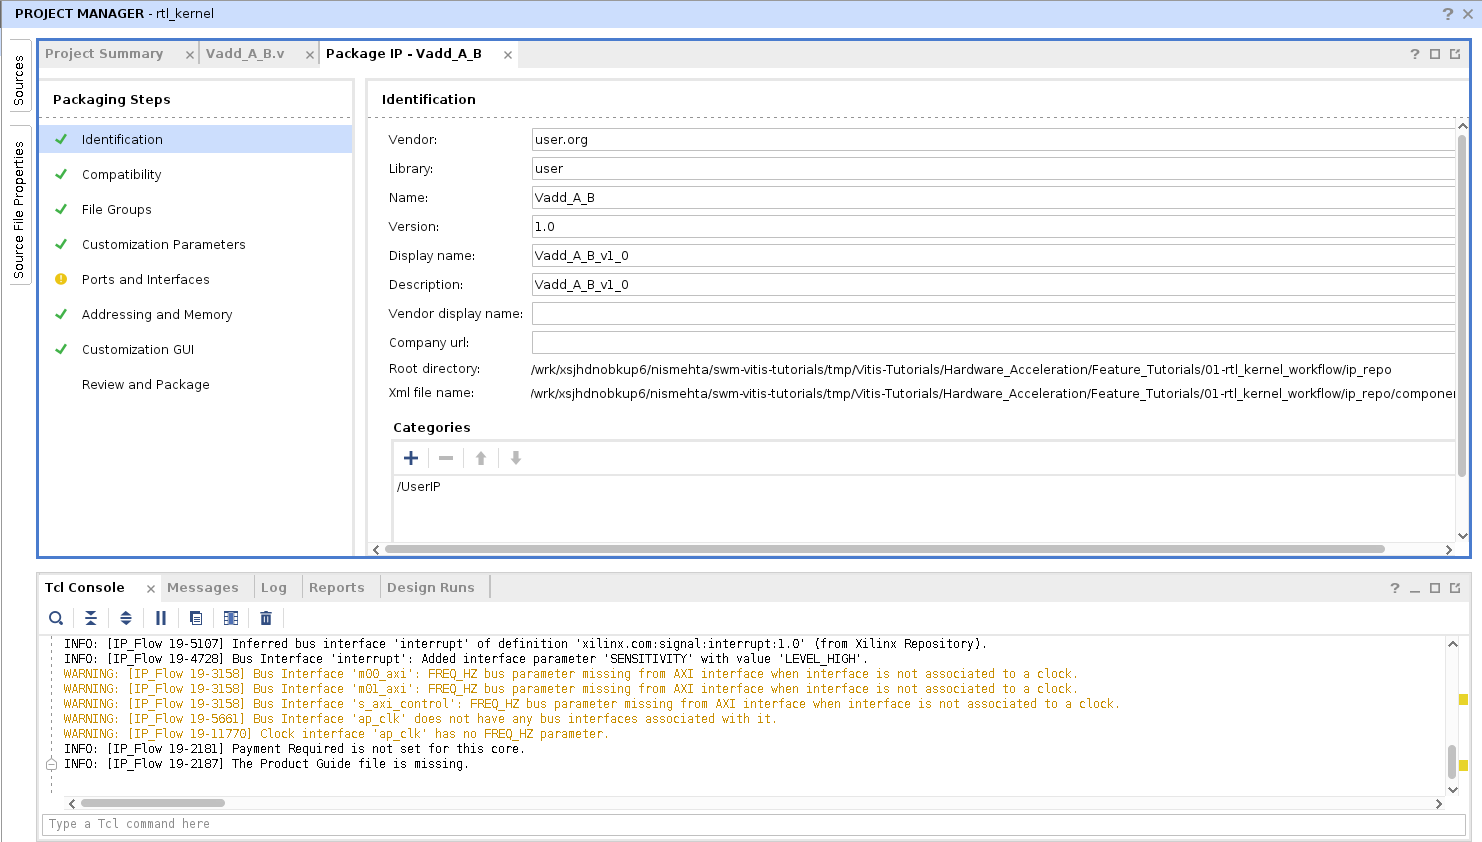 PROJECT MANAGER - rtl_kernel
? ×
Sources
Source File Properties
Project Summary × Vadd_A_B.v × Package IP - Vadd_A_B ×
?
Packaging Steps
Identification
Compatibility
File Groups
Customization Parameters
Ports and Interfaces
Addressing and Memory
Customization GUI
Review and Package
Identification
Vendor: user.org
Library: user
Name: Vadd_A_B
Version: 1.0
Display name: Vadd_A_B_v1_0
Description: Vadd_A_B_v1_0
Vendor display name:
Company url:
Root directory: /wrk/xsjhdnobkup6/nismehta/swm-vitis-tutorials/tmp/Vitis-Tutorials/Hardware_Acceleration/Feature_Tutorials/01-rtl_kernel_workflow/ip_repo
Xml file name: /wrk/xsjhdnobkup6/nismehta/swm-vitis-tutorials/tmp/Vitis-Tutorials/Hardware_Acceleration/Feature_Tutorials/01-rtl_kernel_workflow/ip_repo/componen
Categories
/UserIP
Tcl Console × Messages Log Reports Design Runs
?
INFO: [IP_Flow 19-5107] Inferred bus interface 'interrupt' of definition 'xilinx.com:signal:interrupt:1.0' (from Xilinx Repository).
INFO: [IP_Flow 19-4728] Bus Interface 'interrupt': Added interface parameter 'SENSITIVITY' with value 'LEVEL_HIGH'.
WARNING: [IP_Flow 19-3158] Bus Interface 'm00_axi': FREQ_HZ bus parameter missing from AXI interface when interface is not associated to a clock.
WARNING: [IP_Flow 19-3158] Bus Interface 'm01_axi': FREQ_HZ bus parameter missing from AXI interface when interface is not associated to a clock.
WARNING: [IP_Flow 19-3158] Bus Interface 's_axi_control': FREQ_HZ bus parameter missing from AXI interface when interface is not associated to a clock.
WARNING: [IP_Flow 19-5661] Bus Interface 'ap_clk' does not have any bus interfaces associated with it.
WARNING: [IP_Flow 19-11770] Clock interface 'ap_clk' has no FREQ_HZ parameter.
INFO: [IP_Flow 19-2181] Payment Required is not set for this core.
INFO: [IP_Flow 19-2187] The Product Guide file is missing.
Type a Tcl command here